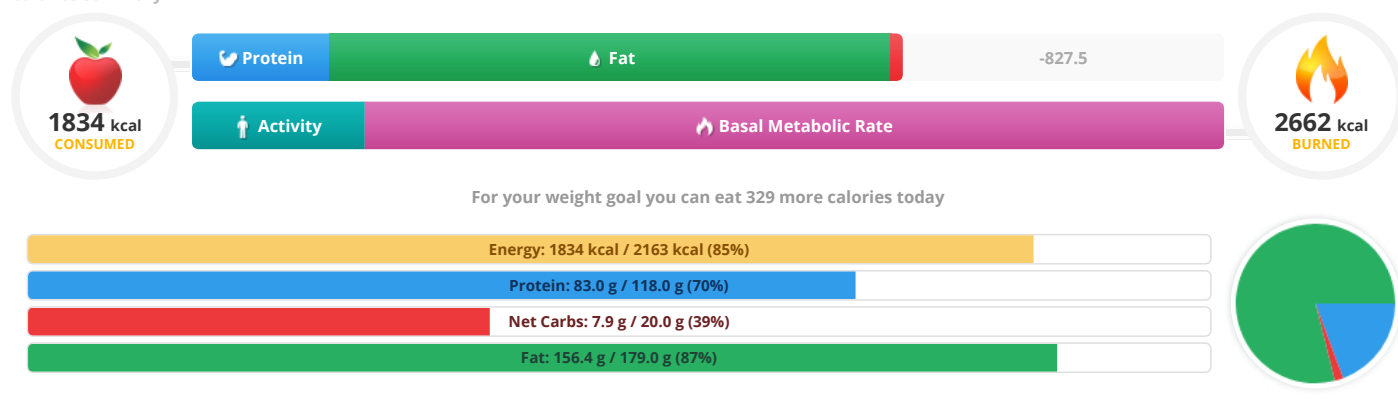 Protein
Fat
-827.5
1834 kcal
CONSUMED
Activity
Basal Metabolic Rate
2662 kcal
BURNED
For your weight goal you can eat 329 more calories today
Energy: 1834 kcal / 2163 kcal (85%)
Protein: 83.0 g / 118.0 g (70%)
Net Carbs: 7.9 g / 20.0 g (39%)
Fat: 156.4 g / 179.0 g (87%)